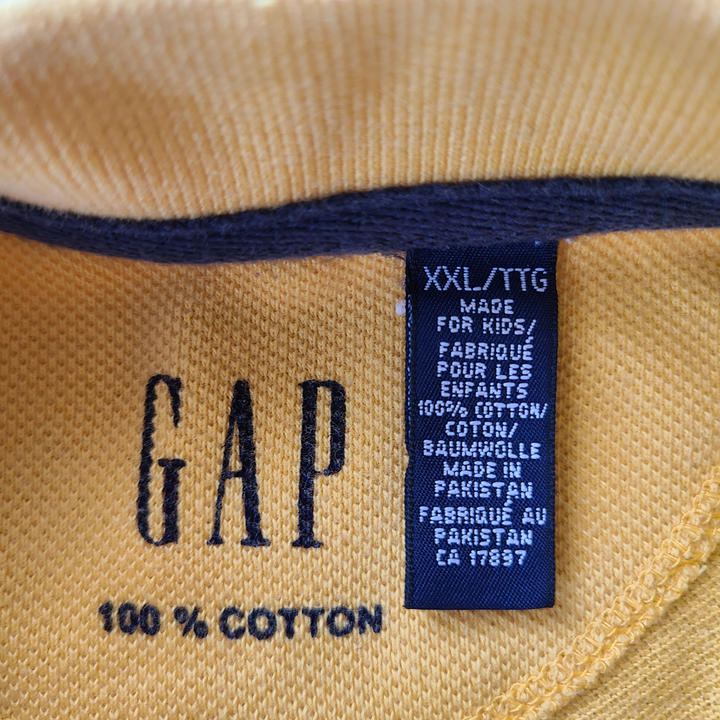 GAP
100 % COTTON
XXL/TTG
MADE
FOR KIDS/
FABRIQUÉ
POUR LES
ENFANTS
100% COTTON/
COTON/
BAUMWOLLE
MADE IN
PAKISTAN
FABRIQUÉ AU
PAKISTAN
CA 17897